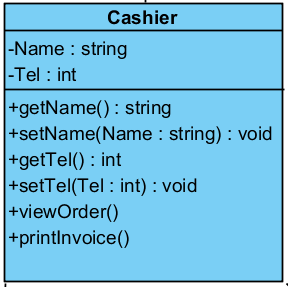 Cashier
-Name : string
-Tel : int
+getName() : string
+setName(Name : string) : void
+getTel() : int
+setTel(Tel : int) : void
+viewOrder()
+printInvoice()